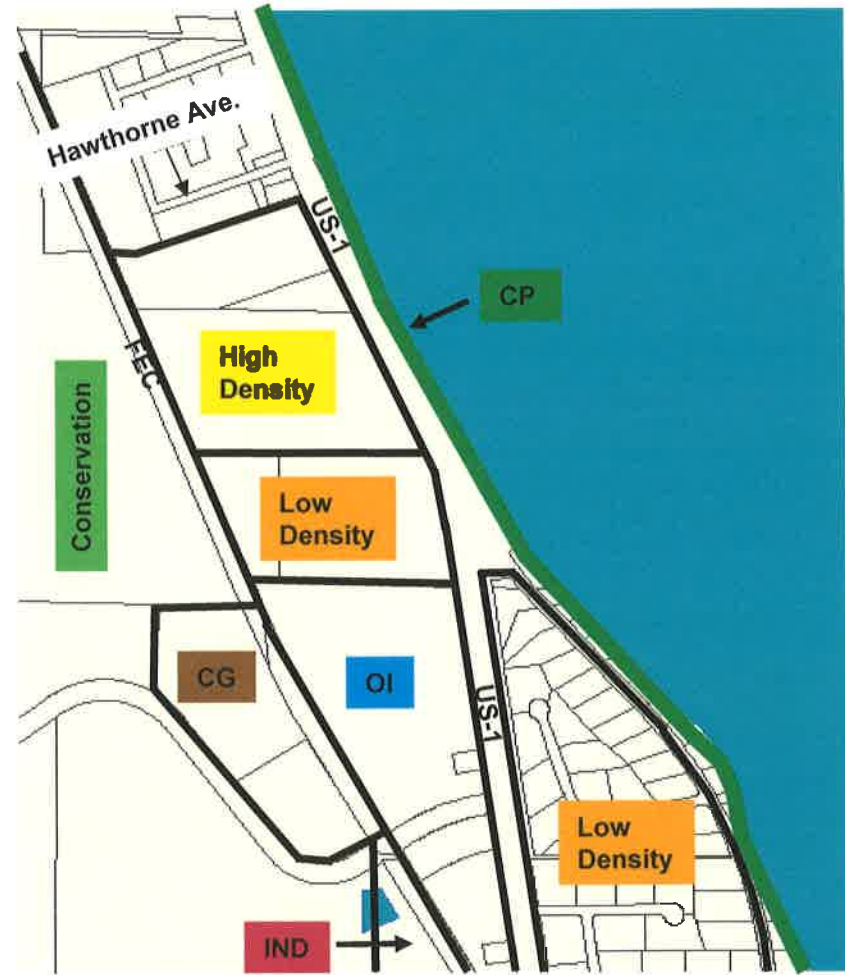 Hawthorne Ave.
US-1
CP
FEC
High
Density
Conservation
Low
Density
CG
OI
US-1
Low
Density
IND